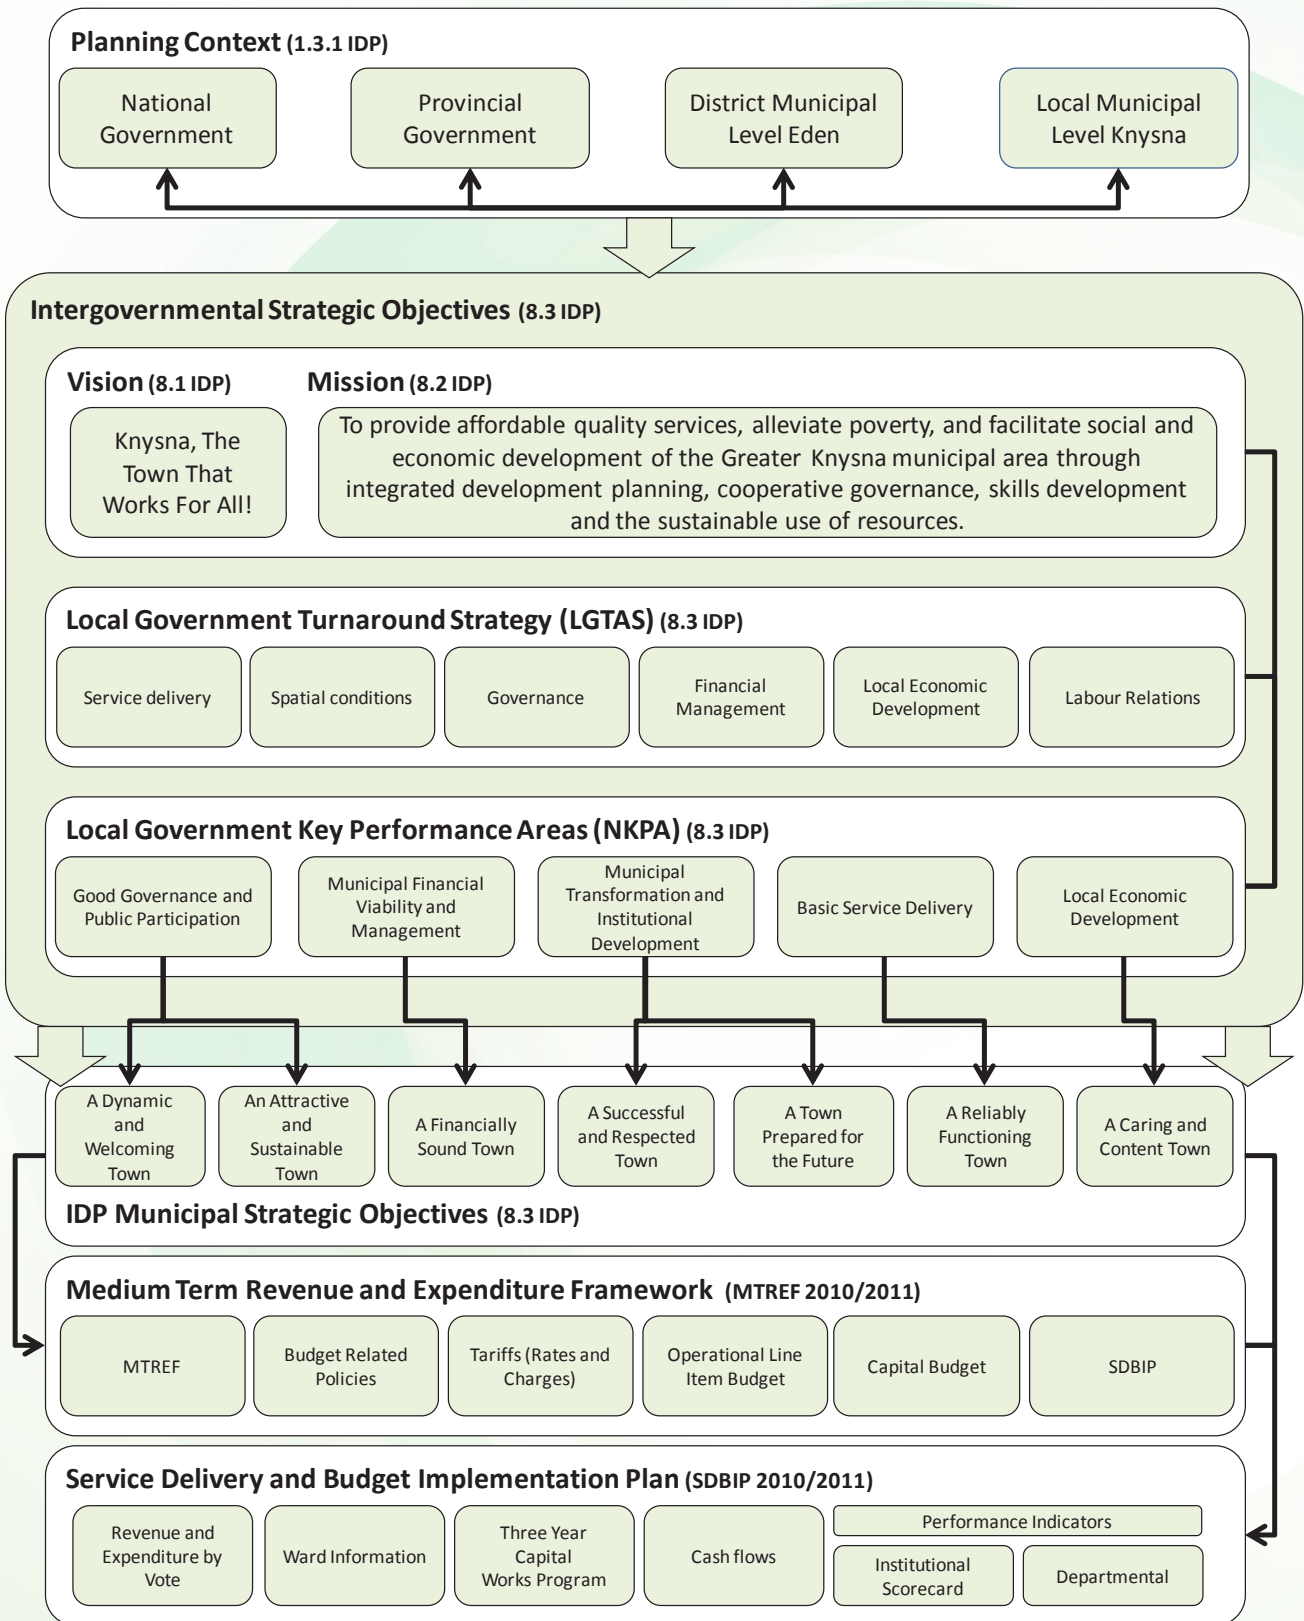 Planning Context (1.3.1 IDP)
National
Government
Provincial
Government
District Municipal
Level Eden
Local Municipal
Level Knysna
Intergovernmental Strategic Objectives (8.3 IDP)
Vision (8.1 IDP)
Mission (8.2 IDP)
Knysna, The
Town That
Works For All!
To provide affordable quality services, alleviate poverty, and facilitate social and
economic development of the Greater Knysna municipal area through
integrated development planning, cooperative governance, skills development
and the sustainable use of resources.
Local Government Turnaround Strategy (LGTAS) (8.3 IDP)
Service delivery
Spatial conditions
Governance
Financial
Management
Local Economic
Development
Labour Relations
Local Government Key Performance Areas (NKPA) (8.3 IDP)
Good Governance and
Public Participation
Municipal Financial
Viability and
Management
Municipal
Transformation and
Institutional
Development
Basic Service Delivery
Local Economic
Development
A Dynamic
and
Welcoming
Town
An Attractive
and
Sustainable
Town
A Financially
Sound Town
A Successful
and Respected
Town
A Town
Prepared for
the Future
A Reliably
Functioning
Town
A Caring and
Content Town
IDP Municipal Strategic Objectives (8.3 IDP)
Medium Term Revenue and Expenditure Framework (MTREF 2010/2011)
MTREF
Budget Related
Policies
Tariffs (Rates and
Charges)
Operational Line
Item Budget
Capital Budget
SDBIP
Service Delivery and Budget Implementation Plan (SDBIP 2010/2011)
Revenue and
Expenditure by
Vote
Ward Information
Three Year
Capital
Works Program
Cash flows
Performance Indicators
Institutional
Scorecard
Departmental